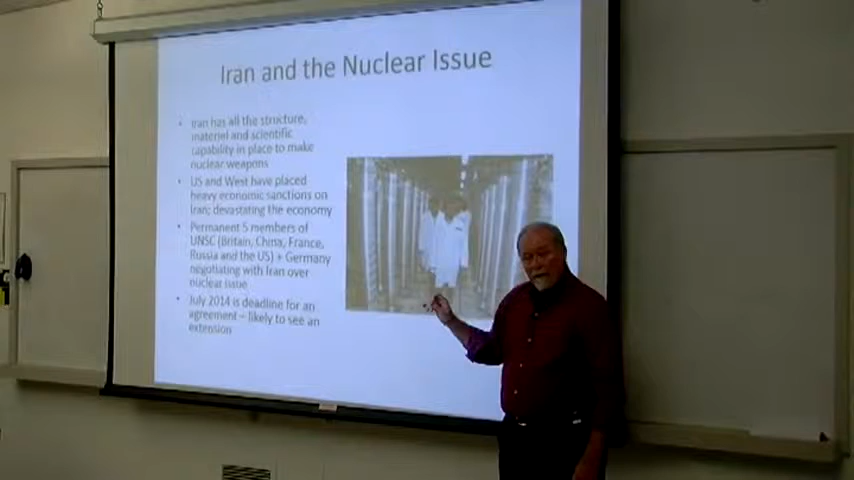 Iran and the Nuclear Issue
• Iran has all the structure,
materiel and scientific
capability in place to make
nuclear weapons
• US and West have placed
heavy economic sanctions on
Iran; devastating the economy
• Permanent 5 members of
UNSC (Britain, China, France,
Russia and the US) + Germany
negotiating with Iran over
nuclear issue
• July 2014 is deadline for an
agreement – likely to see an
extension